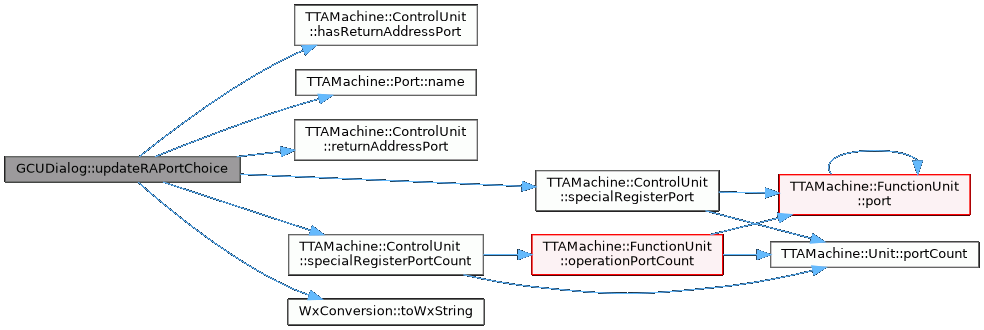 TTAMachine::ControlUnit
::hasReturnAddressPort
TTAMachine::Port::name
TTAMachine::ControlUnit
::returnAddressPort
GCUDialog::updateRAPortChoice
TTAMachine::ControlUnit
::specialRegisterPort
TTAMachine::FunctionUnit
::port
TTAMachine::ControlUnit
::specialRegisterPortCount
TTAMachine::FunctionUnit
::operationPortCount
TTAMachine::Unit::portCount
WxConversion::toWxString